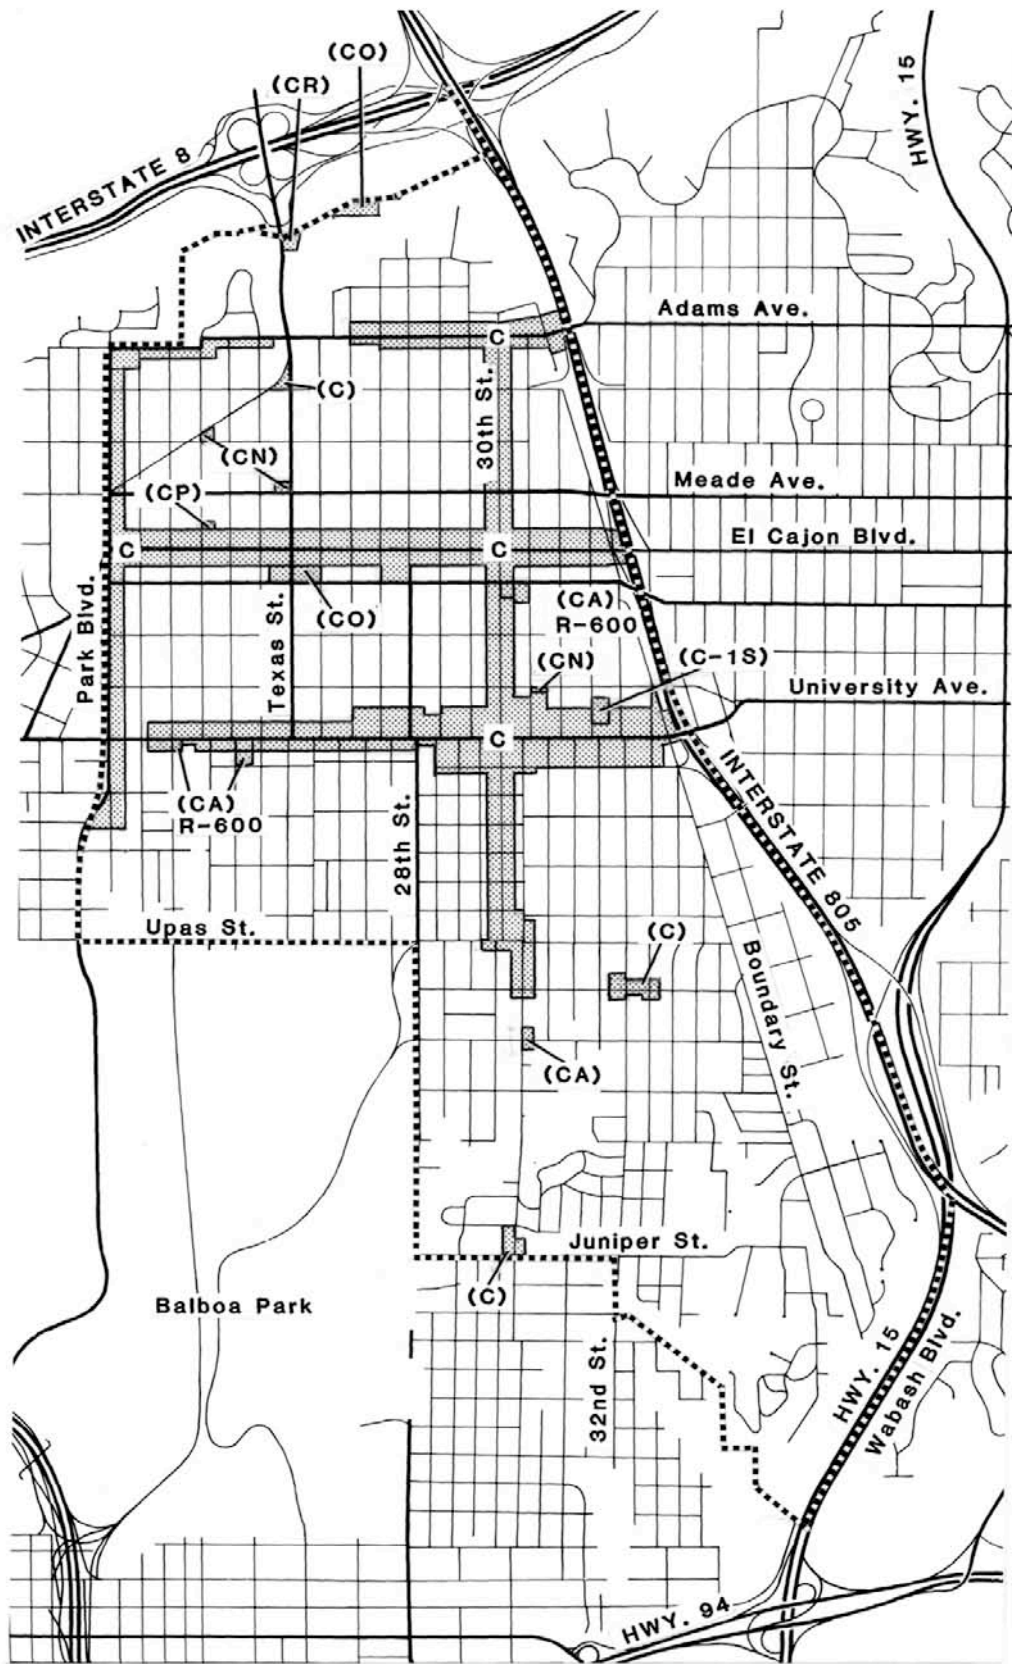 (CO)
(CR)
HWY. 15
INTERSTATE 8
Adams Ave.
C
(C)
30th St.
(CN)
Meade Ave.
(CP)
El Cajon Blvd.
C
C
(CA)
R-600
(CO)
Park Blvd.
Texas St.
(CN)
(C-1S)
University Ave.
C
INTERSTATE 805
(CA)
R-600
28th St.
Upas St.
(C)
Boundary St.
(CA)
Juniper St.
(C)
Balboa Park
32nd St.
HWY. 15
Wabash Blvd.
HWY. 94